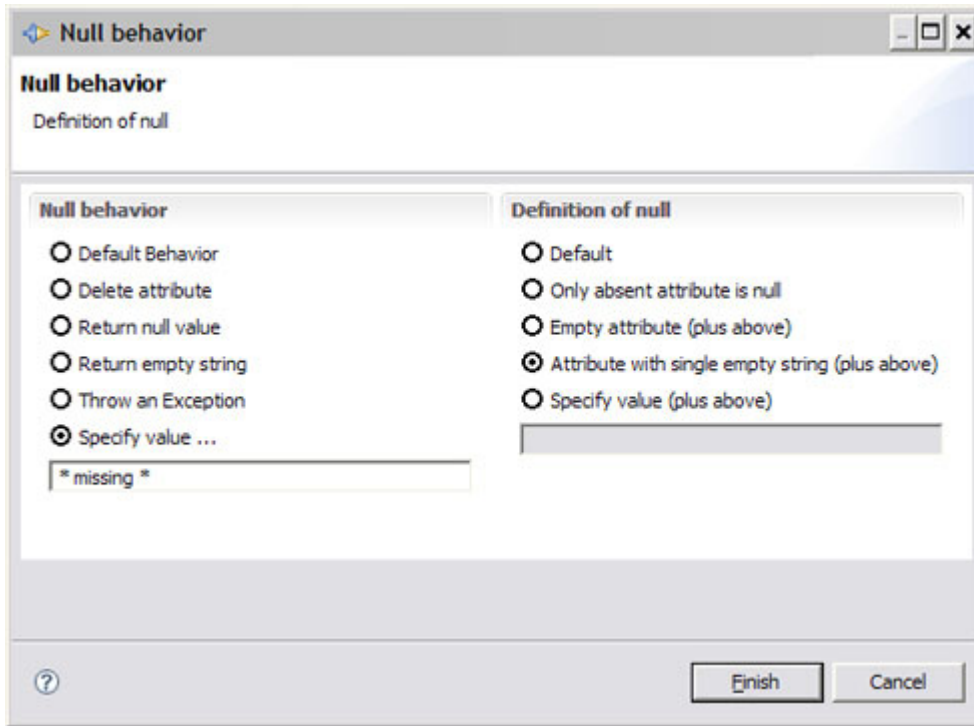 Null behavior
Null behavior
Definition of null
Null behavior
Default Behavior
Delete attribute
Return null value
Return empty string
Throw an Exception
Specify value ...
* missing *
Definition of null
Default
Only absent attribute is null
Empty attribute (plus above)
Attribute with single empty string (plus above)
Specify value (plus above)
?
Finish
Cancel